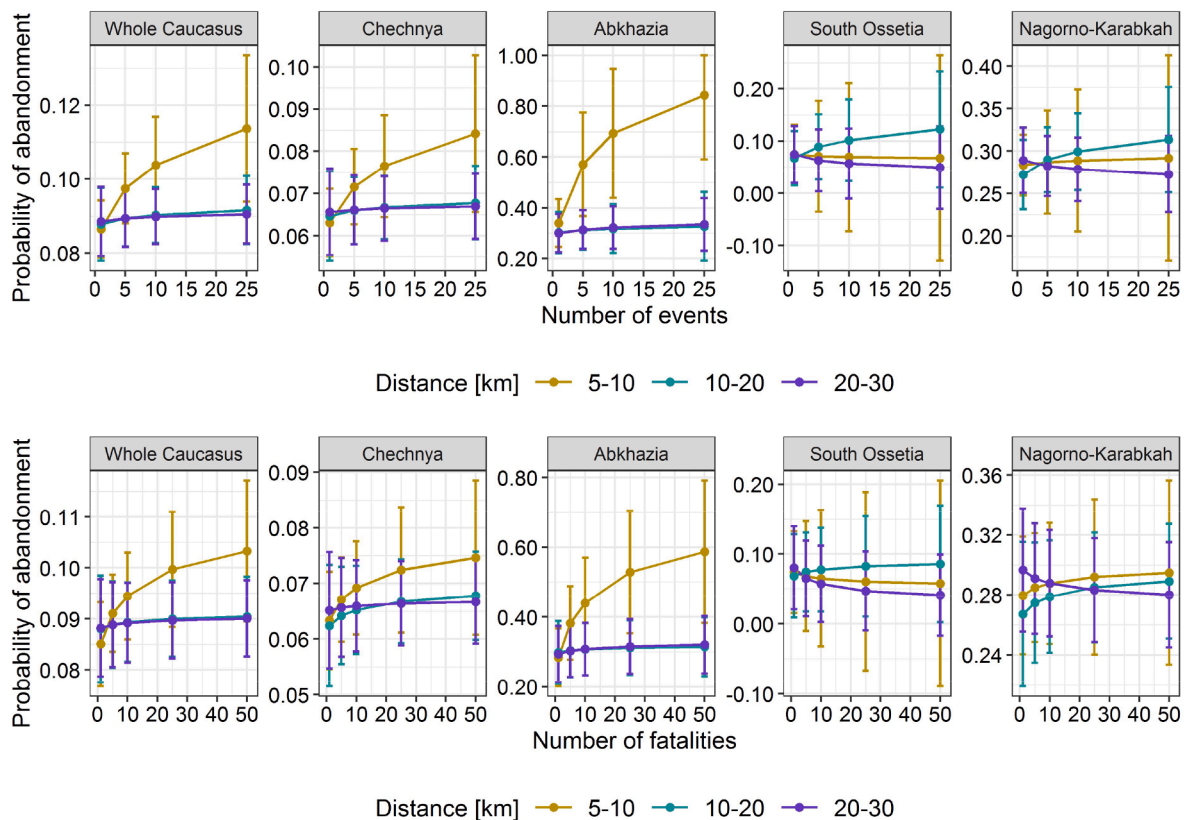 Whole Caucasus Chechnya Abkhazia South Ossetia Nagorno-Karabkah
Probability of abandonment
0.12 0.10 0.08
0.10 0.09 0.08 0.07 0.06
1.00 0.80 0.60 0.40 0.20
0.20 0.10 0.00 -0.10
0.40 0.35 0.30 0.25 0.20
0 5 10 15 20 25 0 5 10 15 20 25 0 5 10 15 20 25 0 5 10 15 20 25 0 5 10 15 20 25
Number of events
Distance [km] 5-10 10-20 20-30
Whole Caucasus Chechnya Abkhazia South Ossetia Nagorno-Karabkah
Probability of abandonment
0.11 0.10 0.09 0.08
0.09 0.08 0.07 0.06 0.05
0.80 0.60 0.40 0.20
0.20 0.10 0.00 -0.10
0.36 0.32 0.28 0.24
0 10 20 30 40 50 0 10 20 30 40 50 0 10 20 30 40 50 0 10 20 30 40 50 0 10 20 30 40 50
Number of fatalities
Distance [km] 5-10 10-20 20-30